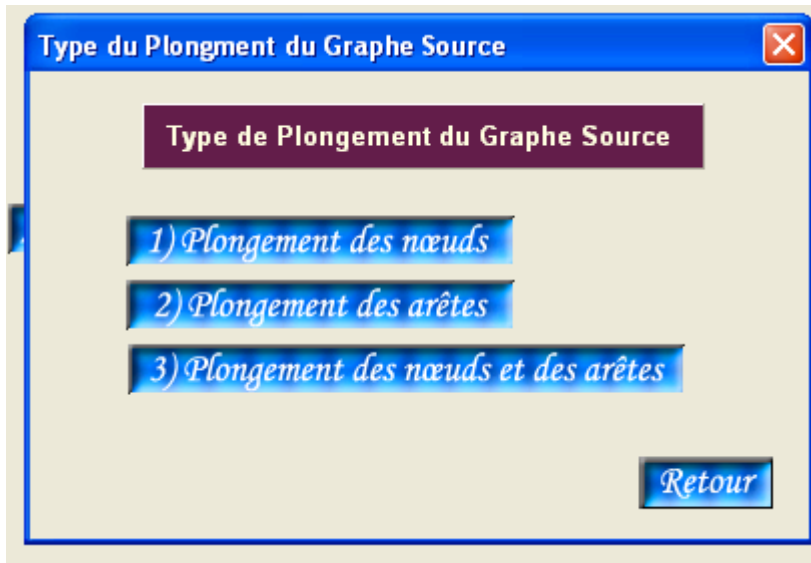 Type du Plongment du Graphe Source
Type de Plongement du Graphe Source
1) Plongement des nœuds
2) Plongement des arêtes
3) Plongement des nœuds et des arêtes
Retour